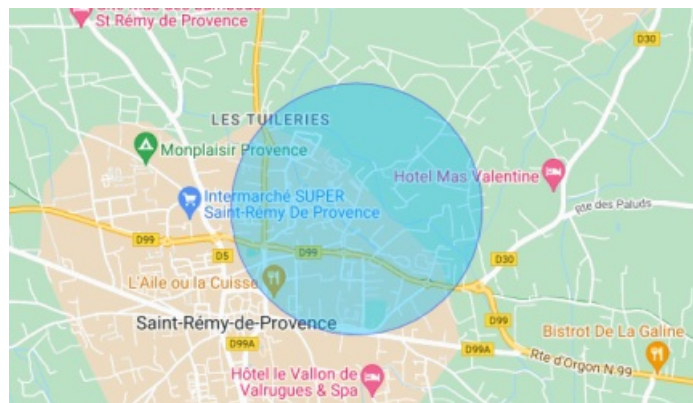 St Rémy de Provence
D30
LES TUILERIES
Monplaisir Provence
Hotel Mas Valentine
Intermarché SUPER
Saint-Rémy De Provence
Rte des Paluds
D99
D5
D99
D30
L'Aile ou la Cuisse
D99
Saint-Rémy-de-Provence
D99A
D99A
Bistrot De La Galine
Rte d'Orgon N 99
Hôtel le Vallon de
Valrugues & Spa